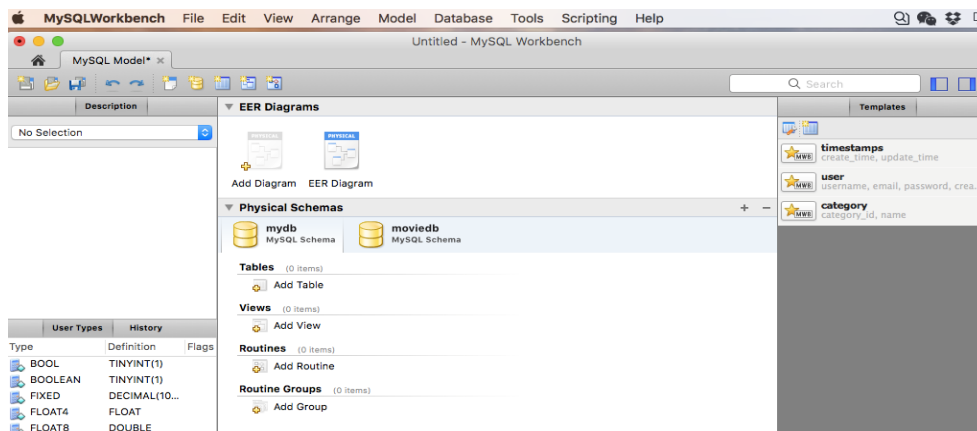 MySQLWorkbench File Edit View Arrange Model Database Tools Scripting Help
Untitled - MySQL Workbench
MySQL Model*
Search
Description
No Selection
EER Diagrams
PHYSICAL PHYSICAL
Add Diagram EER Diagram
Physical Schemas
mydb
MySQL Schema
moviedb
MySQL Schema
Tables (0 items)
Add Table
Views (0 items)
Add View
Routines (0 items)
Add Routine
Routine Groups (0 items)
Add Group
User Types History
Type Definition Flags
BOOL TINYINT(1)
BOOLEAN TINYINT(1)
FIXED DECIMAL(10...
FLOAT4 FLOAT
FLOAT8 DOUBLE
Templates
MWB timestamps
create_time, update_time
MWB user
username, email, password, crea.
MWB category
category_id, name